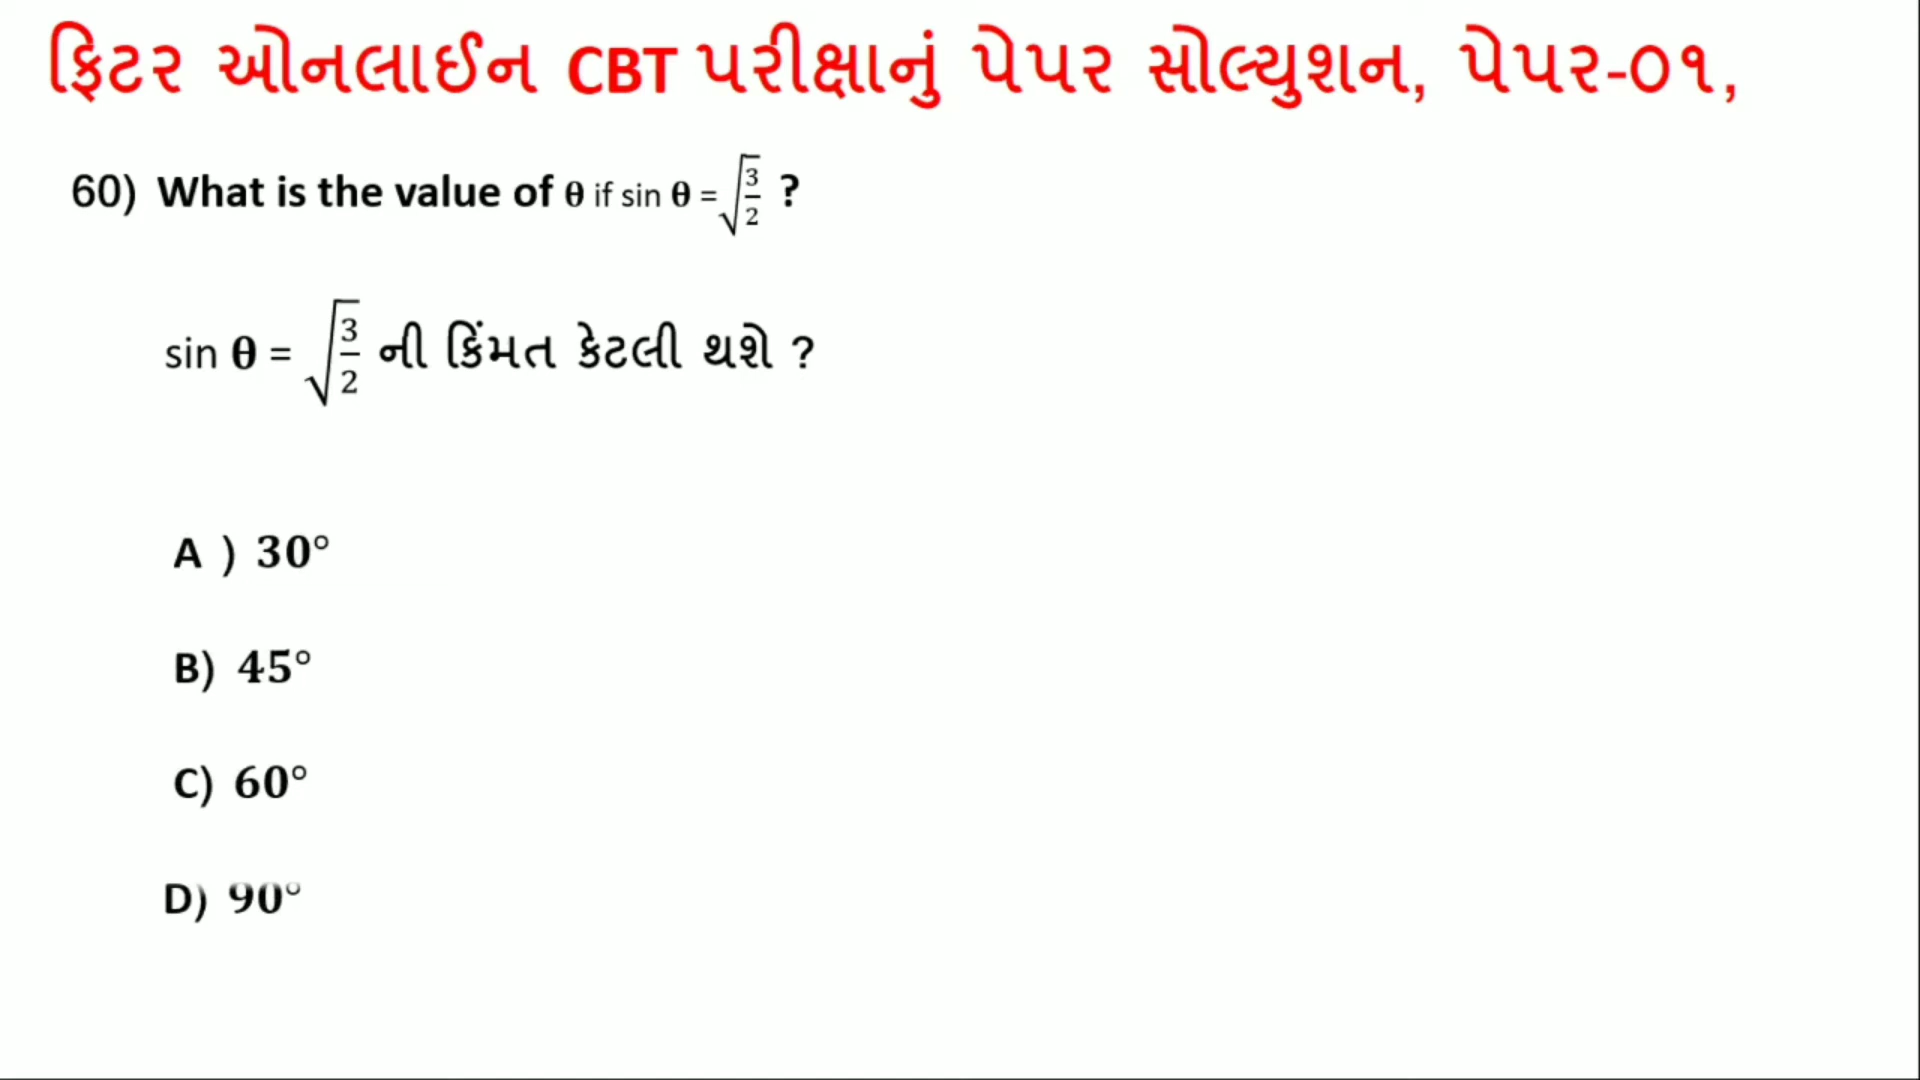 ફિટર ઓનલાઈન CBT પરીક્ષાનું પેપર સોલ્યુશન, પેપર-૦૧,
60) What is the value of θ if sin θ = √3/2 ?
sin θ = √3/2 ની કિંમત કેટલી થશે ?
A ) 30°
B) 45°
C) 60°
D) 90°